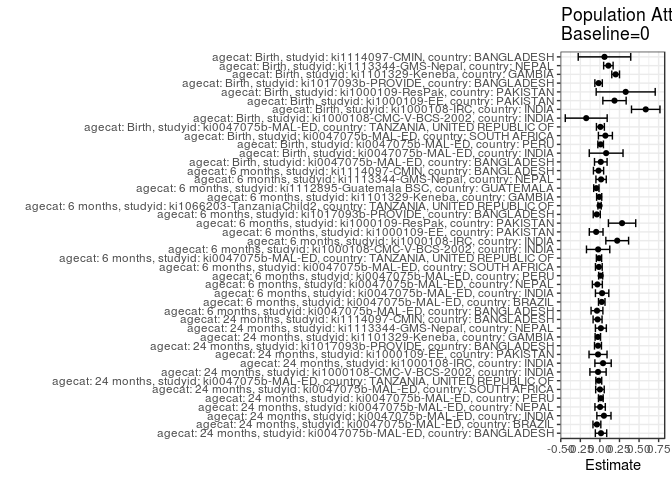 Population Att
Baseline=0
agecat: Birth, studyid: ki1114097-CMIN, country: BANGLADESH
agecat: Birth, studyid: ki1113344-GMS-Nepal, country: NEPAL
agecat: Birth, studyid: ki1101329-Keneba, country: GAMBIA
agecat: Birth, studyid: ki1017093b-PROVIDE, country: BANGLADESH
agecat: Birth, studyid: ki1000109-ResPak, country: PAKISTAN
agecat: Birth, studyid: ki1000109-EE, country: PAKISTAN
agecat: Birth, studyid: ki1000108-IRC, country: INDIA
agecat: Birth, studyid: ki1000108-CMC-V-BCS-2002, country: INDIA
agecat: Birth, studyid: ki0047075b-MAL-ED, country: TANZANIA, UNITED REPUBLIC OF
agecat: Birth, studyid: ki0047075b-MAL-ED, country: SOUTH AFRICA
agecat: Birth, studyid: ki0047075b-MAL-ED, country: PERU
agecat: Birth, studyid: ki0047075b-MAL-ED, country: INDIA
agecat: Birth, studyid: ki0047075b-MAL-ED, country: BANGLADESH
agecat: 6 months, studyid: ki1114097-CMIN, country: BANGLADESH
agecat: 6 months, studyid: ki1113344-GMS-Nepal, country: NEPAL
agecat: 6 months, studyid: ki1112895-Guatemala BSC, country: GUATEMALA
agecat: 6 months, studyid: ki1101329-Keneba, country: GAMBIA
agecat: 6 months, studyid: ki1066203-TanzaniaChild2, country: TANZANIA, UNITED REPUBLIC OF
agecat: 6 months, studyid: ki1017093b-PROVIDE, country: BANGLADESH
agecat: 6 months, studyid: ki1000109-ResPak, country: PAKISTAN
agecat: 6 months, studyid: ki1000109-EE, country: PAKISTAN
agecat: 6 months, studyid: ki1000108-IRC, country: INDIA
agecat: 6 months, studyid: ki1000108-CMC-V-BCS-2002, country: INDIA
agecat: 6 months, studyid: ki0047075b-MAL-ED, country: TANZANIA, UNITED REPUBLIC OF
agecat: 6 months, studyid: ki0047075b-MAL-ED, country: SOUTH AFRICA
agecat: 6 months, studyid: ki0047075b-MAL-ED, country: PERU
agecat: 6 months, studyid: ki0047075b-MAL-ED, country: NEPAL
agecat: 6 months, studyid: ki0047075b-MAL-ED, country: INDIA
agecat: 6 months, studyid: ki0047075b-MAL-ED, country: BRAZIL
agecat: 6 months, studyid: ki0047075b-MAL-ED, country: BANGLADESH
agecat: 24 months, studyid: ki1114097-CMIN, country: BANGLADESH
agecat: 24 months, studyid: ki1113344-GMS-Nepal, country: NEPAL
agecat: 24 months, studyid: ki1101329-Keneba, country: GAMBIA
agecat: 24 months, studyid: ki1017093b-PROVIDE, country: BANGLADESH
agecat: 24 months, studyid: ki1000109-EE, country: PAKISTAN
agecat: 24 months, studyid: ki1000108-IRC, country: INDIA
agecat: 24 months, studyid: ki1000108-CMC-V-BCS-2002, country: INDIA
agecat: 24 months, studyid: ki0047075b-MAL-ED, country: TANZANIA, UNITED REPUBLIC OF
agecat: 24 months, studyid: ki0047075b-MAL-ED, country: SOUTH AFRICA
agecat: 24 months, studyid: ki0047075b-MAL-ED, country: PERU
agecat: 24 months, studyid: ki0047075b-MAL-ED, country: NEPAL
agecat: 24 months, studyid: ki0047075b-MAL-ED, country: INDIA
agecat: 24 months, studyid: ki0047075b-MAL-ED, country: BRAZIL
agecat: 24 months, studyid: ki0047075b-MAL-ED, country: BANGLADESH
-0.50-0.250.000.250.500.75
Estimate